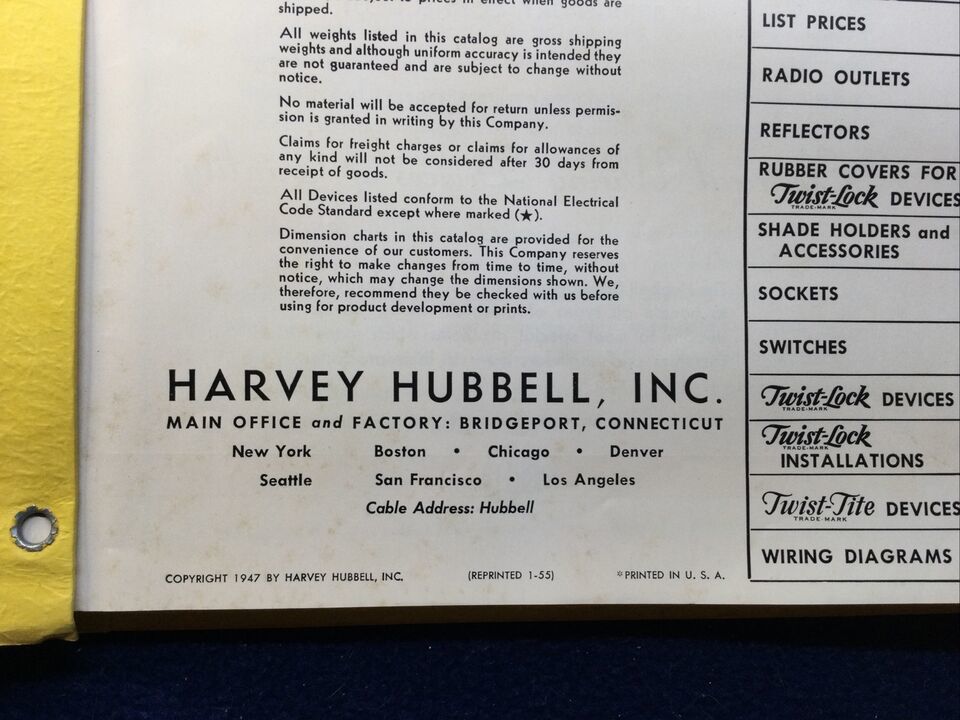 shipped.
All weights listed in this catalog are gross shipping
weights and although uniform accuracy is intended they
are not guaranteed and are subject to change without
notice.
No material will be accepted for return unless permis-
sion is granted in writing by this Company.
Claims for freight charges or claims for allowances of
any kind will not be considered after 30 days from
receipt of goods.
All Devices listed conform to the National Electrical
Code Standard except where marked (★).
Dimension charts in this catalog are provided for the
convenience of our customers. This Company reserves
the right to make changes from time to time, without
notice, which may change the dimensions shown. We,
therefore, recommend they be checked with us before
using for product development or prints.
HARVEY HUBBELL, INC.
MAIN OFFICE and FACTORY: BRIDGEPORT, CONNECTICUT
New York Boston • Chicago • Denver
Seattle San Francisco • Los Angeles
Cable Address: Hubbell
COPYRIGHT 1947 BY HARVEY HUBBELL, INC. (REPRINTED 1-55) *PRINTED IN U. S. A.
LIST PRICES
RADIO OUTLETS
REFLECTORS
RUBBER COVERS FOR
Twist-Lock DEVICES
TRADE-MARK
SHADE HOLDERS and
ACCESSORIES
SOCKETS
SWITCHES
Twist-Lock DEVICES
TRADE-MARK
Twist-Lock
TRADE-MARK
INSTALLATIONS
Twist-Tite DEVICES
TRADE-MARK
WIRING DIAGRAMS